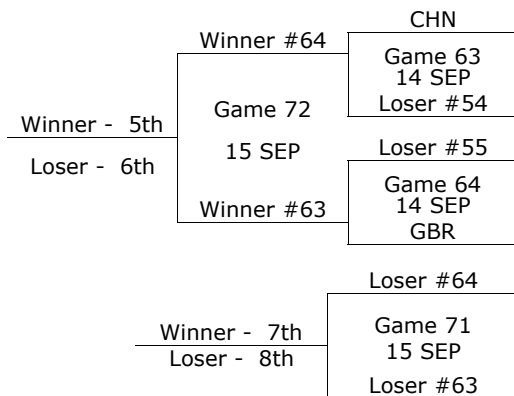 CHN
Winner #64
Game 63
14 SEP
Loser #54
Game 72
Winner - 5th
15 SEP
Loser #55
Loser - 6th
Game 64
14 SEP
Winner #63
GBR
Loser #64
Winner - 7th
Game 71
Loser - 8th
15 SEP
Loser #63